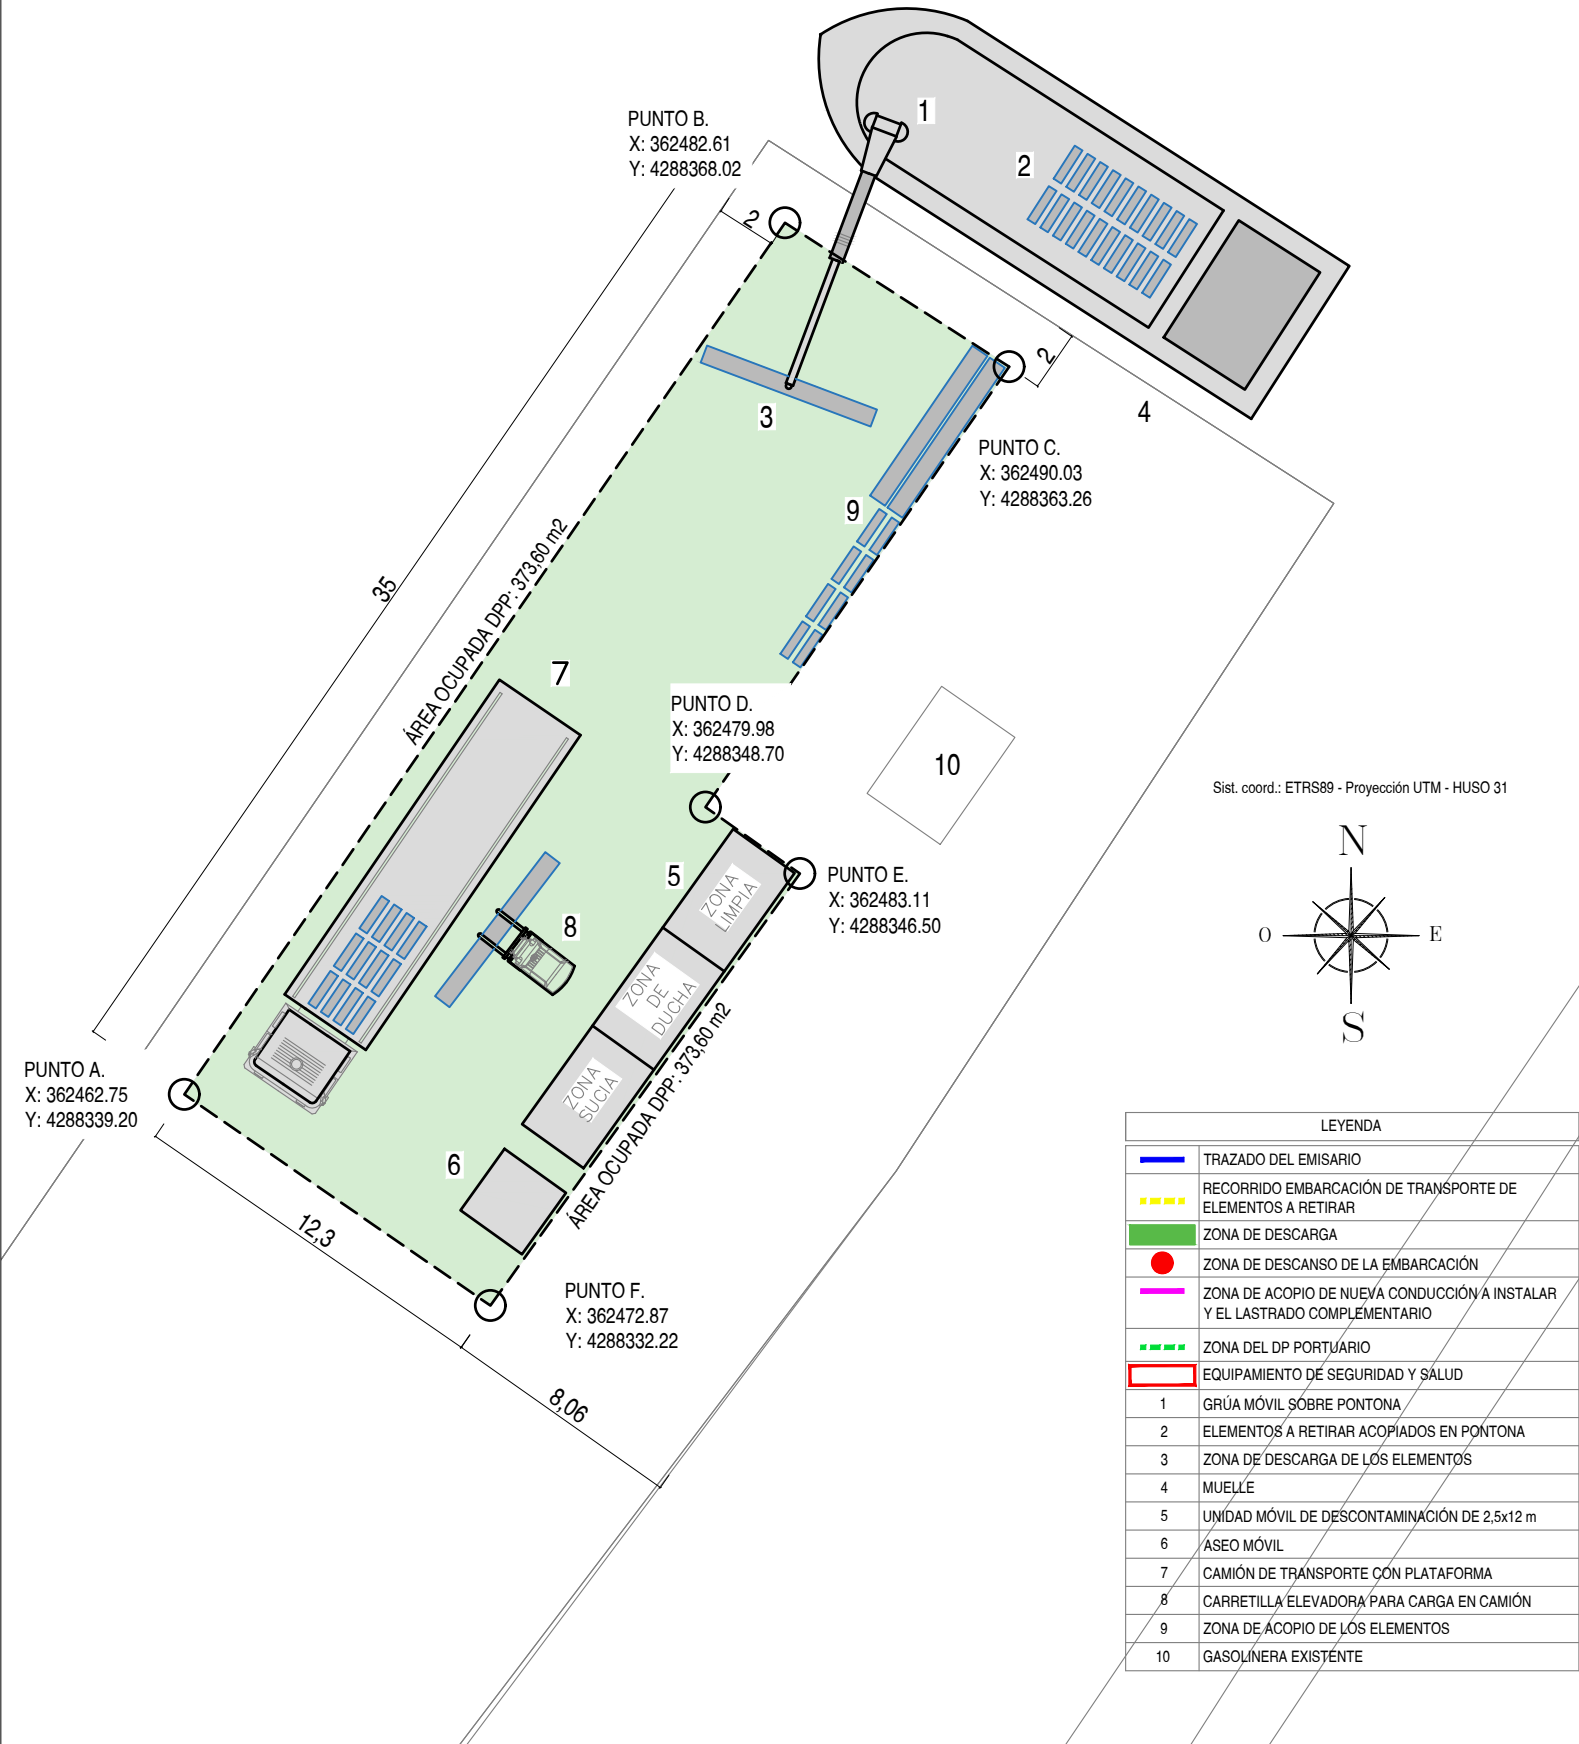 1
PUNTO B.
X: 362482.61
Y: 4288368.02
2
2
2
3
4
PUNTO C.
X: 362490.03
Y: 4288363.26
9
35
ÁREA OCUPADA DPP: 373,60 m2
7
PUNTO D.
X: 362479.98
Y: 4288348.70
10
Sist. coord.: ETRS89 - Proyección UTM - HUSO 31
N
O
E
S
5
ZONA
LIMPIA
PUNTO E.
X: 362483.11
Y: 4288346.50
8
ZONA
DE
DUCHA
ZONA
SUCIA
ÁREA OCUPADA DPP: 373,60 m2
PUNTO A.
X: 362462.75
Y: 4288339.20
6
12,3
PUNTO F.
X: 362472.87
Y: 4288332.22
8,06
LEYENDA
TRAZADO DEL EMISARIO
RECORRIDO EMBARCACIÓN DE TRANSPORTE DE
ELEMENTOS A RETIRAR
ZONA DE DESCARGA
ZONA DE DESCANSO DE LA EMBARCACIÓN
ZONA DE ACOPIO DE NUEVA CONDUCCIÓN A INSTALAR
Y EL LASTRADO COMPLEMENTARIO
ZONA DEL DP PORTUARIO
EQUIPAMIENTO DE SEGURIDAD Y SALUD
1 GRÚA MÓVIL SOBRE PONTONA
2 ELEMENTOS A RETIRAR ACOPIADOS EN PONTONA
3 ZONA DE DESCARGA DE LOS ELEMENTOS
4 MUELLE
5 UNIDAD MÓVIL DE DESCONTAMINACIÓN DE 2,5x12 m
6 ASEO MÓVIL
7 CAMIÓN DE TRANSPORTE CON PLATAFORMA
8 CARRETILLA ELEVADORA PARA CARGA EN CAMIÓN
9 ZONA DE ACOPIO DE LOS ELEMENTOS
10 GASOLINERA EXISTENTE